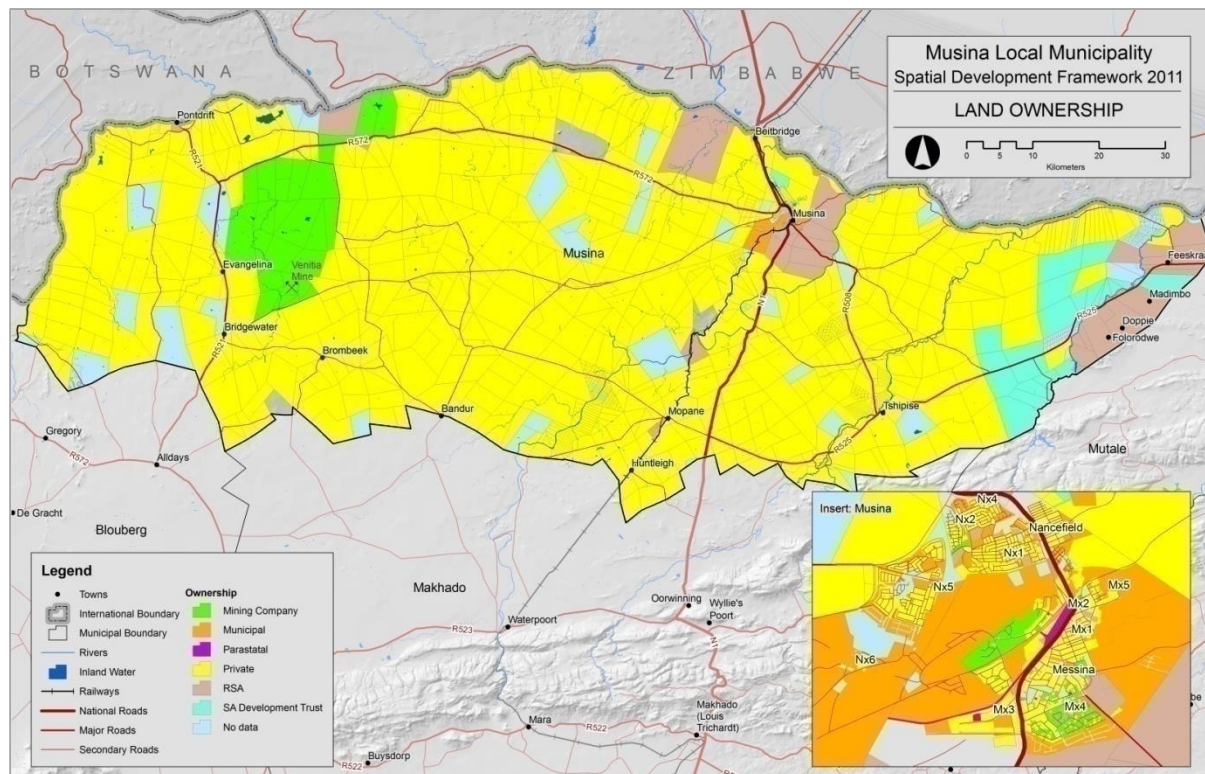 Musina Local Municipality
Spatial Development Framework 2011
LAND OWNERSHIP
0 5 10 20 30
Kilometers
BOTSWANA
ZIMBABWE
Pontdrift
R572
R521
Beitbridge
R572
Musina
Musina
Evangelina
Venitia
Mine
Feeskra
Madimbo
R525
Doppie
Folorodwe
N1
R508
Bridgewater
R521
Brombeek
Bandur
Mopane
Tshipise
R525
Huntleigh
Mutale
Gregory
R572
Alldays
De Gracht
Blouberg
Makhado
Oorwinning
Wyllie's
Poort
Waterpoort
R523
N1
Makhado
(Louis
Trichardt)
Mara
R522
R522
Buysdorp
Legend
Towns
International Boundary
Municipal Boundary
Rivers
Inland Water
Railways
National Roads
Major Roads
Secondary Roads
Ownership
Mining Company
Municipal
Parastatal
Private
RSA
SA Development Trust
No data
Insert: Musina
Nx4
Nx2
Nancefield
Nx1
Nx5
Mx5
Mx2
Mx1
Nx6
Messina
Mx3
Mx4
be